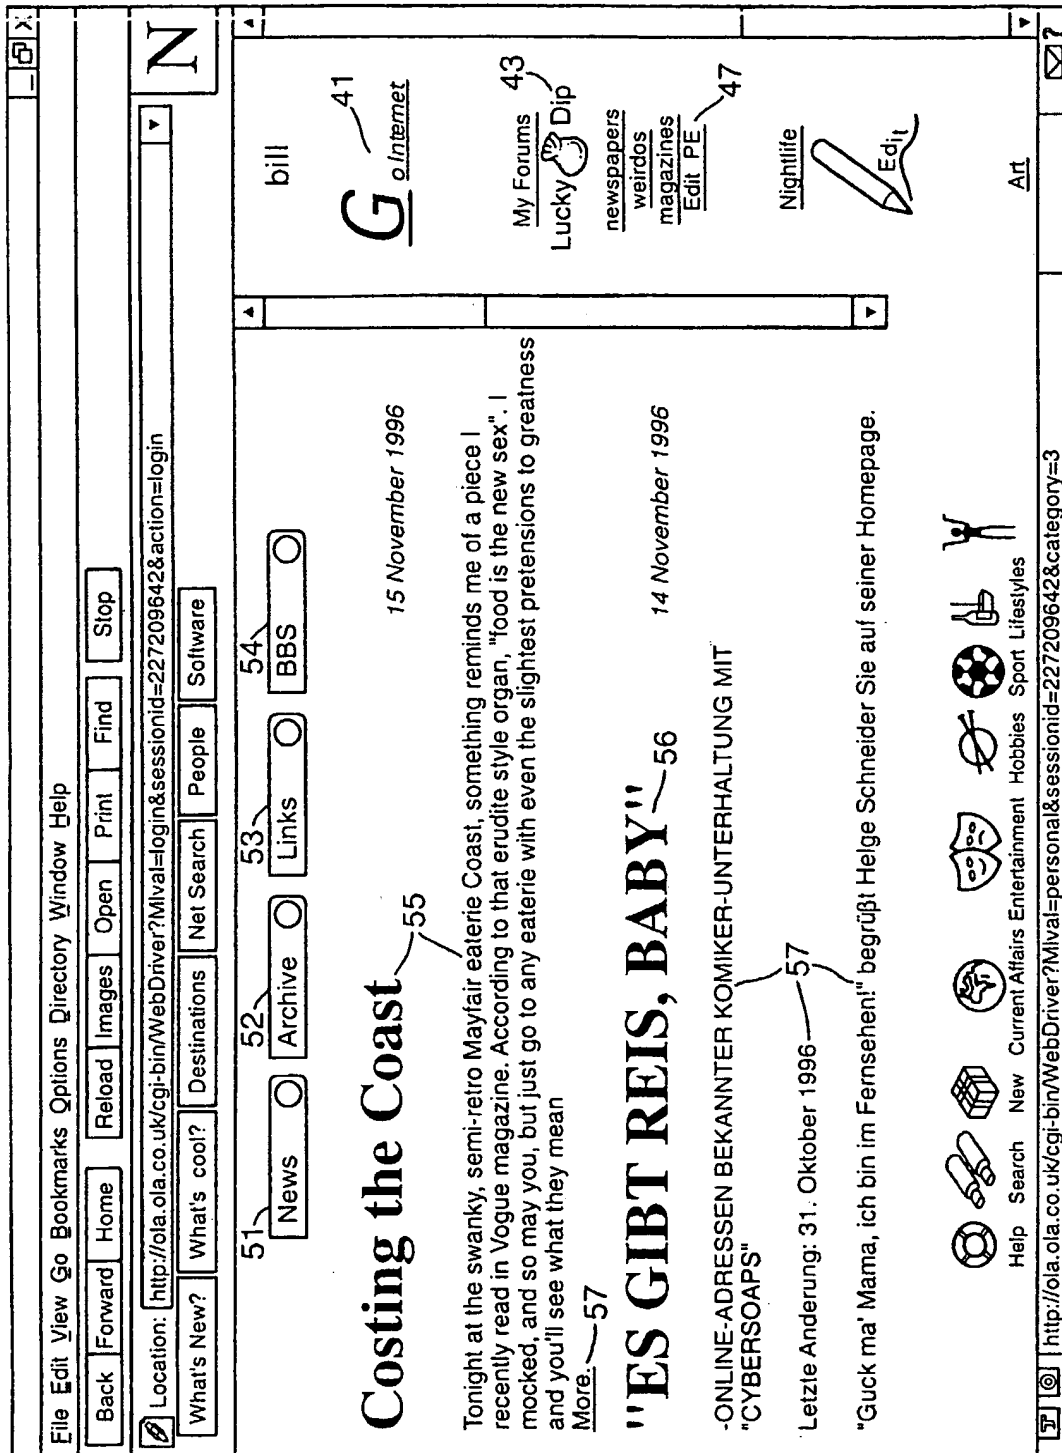 File Edit View Go Bookmarks Options Directory Window Help
Back Forward Home Reload Images Open Print Find Stop
Location: http://ola.ola.co.uk/cgi-bin/WebDriver?MIval=login&sessionid=227209642&action=login
N
What's New? What's cool? Destinations Net Search People Software
51 52 53 54
News Archive Links BBS
bill
Costing the Coast
55
15 November 1996
Go Internet
41
Tonight at the swanky, semi-retro Mayfair eaterie Coast, something reminds me of a piece I
recently read in Vogue magazine. According to that erudite style organ, "food is the new sex". I
mocked, and so may you, but just go to any eaterie with even the slightest pretensions to greatness
and you'll see what they mean
More.
57
My Forums
43
Lucky Dip
newspapers
weirdos
magazines
Edit PE
47
"ES GIBT REIS, BABY"
56
14 November 1996
-ONLINE-ADRESSEN BEKANNTER KOMIKER-UNTERHALTUNG MIT
"CYBERSOAPS"
Letzle Anderung: 31. Oktober 1996
57
"Guck ma' Mama, ich bin im Fernsehen!" begrüßt Helge Schneider Sie auf seiner Homepage.
Nightlife
Edit
Art
Help Search New Current Affairs Entertainment Hobbies Sport Lifestyles
http://ola.ola.co.uk/cgi-bin/WebDriver?MIval=personal&sessionid=227209642&category=3
?